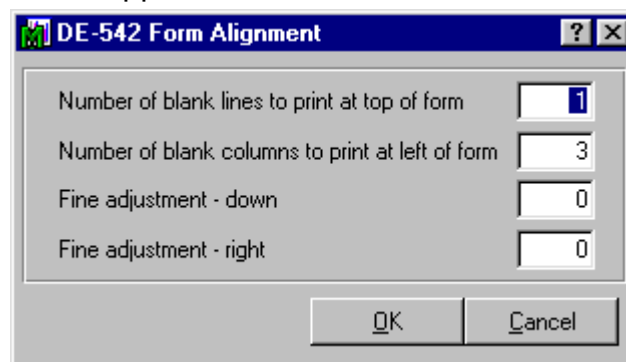 DE-542 Form Alignment ? X
Number of blank lines to print at top of form 1
Number of blank columns to print at left of form 3
Fine adjustment - down 0
Fine adjustment - right 0
OK Cancel